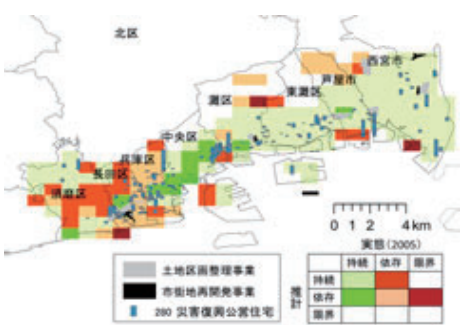 北区
西宮市
芦屋市
東灘区
灘区
中央区
兵庫区
長田区
須磨区
0 1 2 4 km
実態(2005)
持続 依存 限界
推計
持続
依存
限界
土地区画整理事業
市街地再開発事業
280 災害復興公営住宅